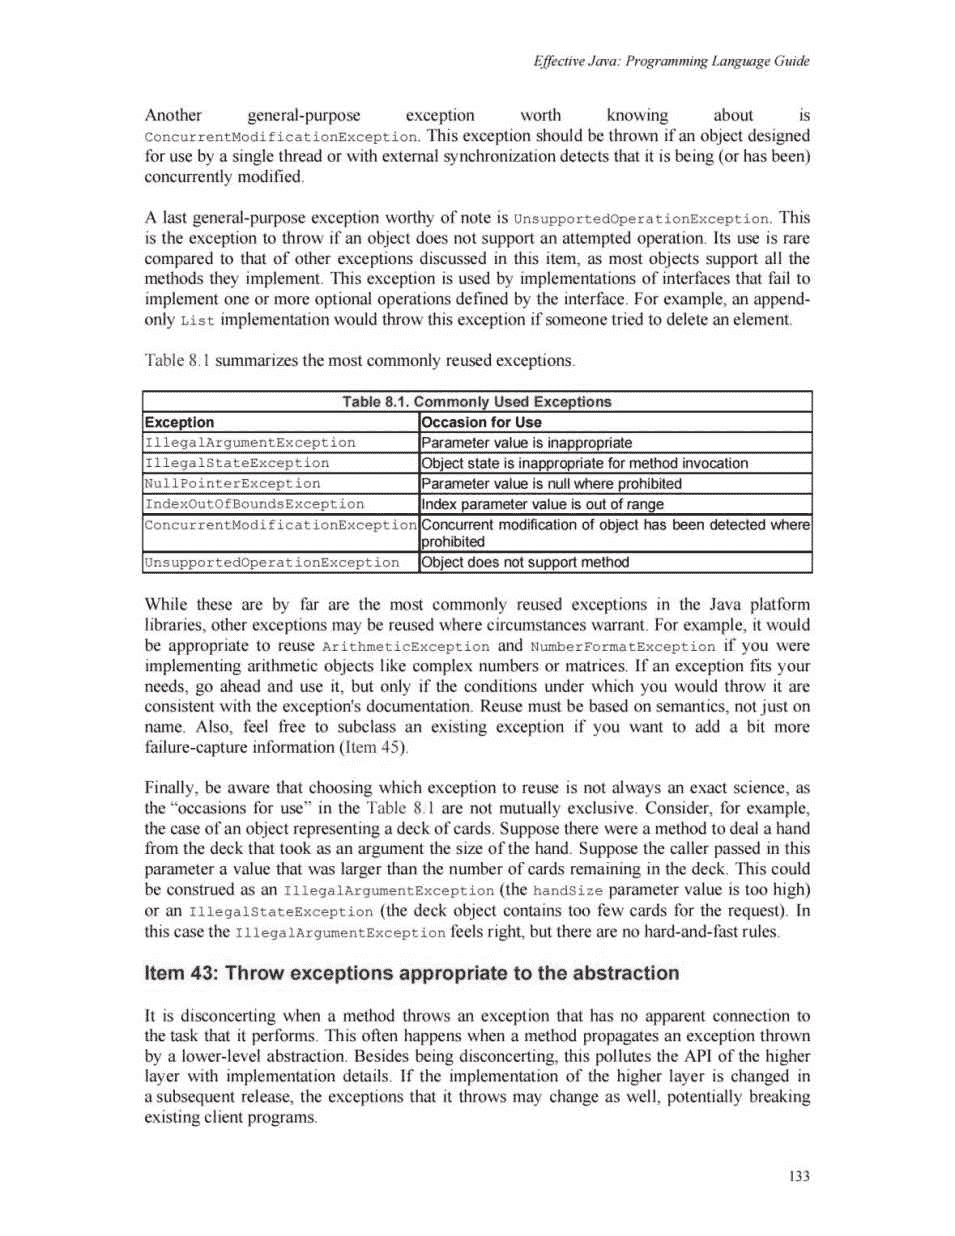 Effective Java: Programming Language Guide
Another general-purpose exception worth knowing about is
ConcurrentModificationException. This exception should be thrown if an object designed
for use by a single thread or with external synchronization detects that it is being (or has been)
concurrently modified.
A last general-purpose exception worthy of note is UnsupportedOperationException. This
is the exception to throw if an object does not support an attempted operation. Its use is rare
compared to that of other exceptions discussed in this item, as most objects support all the
methods they implement. This exception is used by implementations of interfaces that fail to
implement one or more optional operations defined by the interface. For example, an append-
only List implementation would throw this exception if someone tried to delete an element.
Table 8.1 summarizes the most commonly reused exceptions.
Table 8.1. Commonly Used Exceptions
Exception Occasion for Use
IllegalArgumentException Parameter value is inappropriate
IllegalStateException Object state is inappropriate for method invocation
NullPointerException Parameter value is null where prohibited
IndexOutOfBoundsException Index parameter value is out of range
ConcurrentModificationException Concurrent modification of object has been detected where
prohibited
UnsupportedOperationException Object does not support method
While these are by far are the most commonly reused exceptions in the Java platform
libraries, other exceptions may be reused where circumstances warrant. For example, it would
be appropriate to reuse ArithmeticException and NumberFormatException if you were
implementing arithmetic objects like complex numbers or matrices. If an exception fits your
needs, go ahead and use it, but only if the conditions under which you would throw it are
consistent with the exception's documentation. Reuse must be based on semantics, not just on
name. Also, feel free to subclass an existing exception if you want to add a bit more
failure-capture information (Item 45).
Finally, be aware that choosing which exception to reuse is not always an exact science, as
the “occasions for use” in the Table 8.1 are not mutually exclusive. Consider, for example,
the case of an object representing a deck of cards. Suppose there were a method to deal a hand
from the deck that took as an argument the size of the hand. Suppose the caller passed in this
parameter a value that was larger than the number of cards remaining in the deck. This could
be construed as an IllegalArgumentException (the handSize parameter value is too high)
or an IllegalStateException (the deck object contains too few cards for the request). In
this case the IllegalArgumentException feels right, but there are no hard-and-fast rules.
Item 43: Throw exceptions appropriate to the abstraction
It is disconcerting when a method throws an exception that has no apparent connection to
the task that it performs. This often happens when a method propagates an exception thrown
by a lower-level abstraction. Besides being disconcerting, this pollutes the API of the higher
layer with implementation details. If the implementation of the higher layer is changed in
a subsequent release, the exceptions that it throws may change as well, potentially breaking
existing client programs.
133